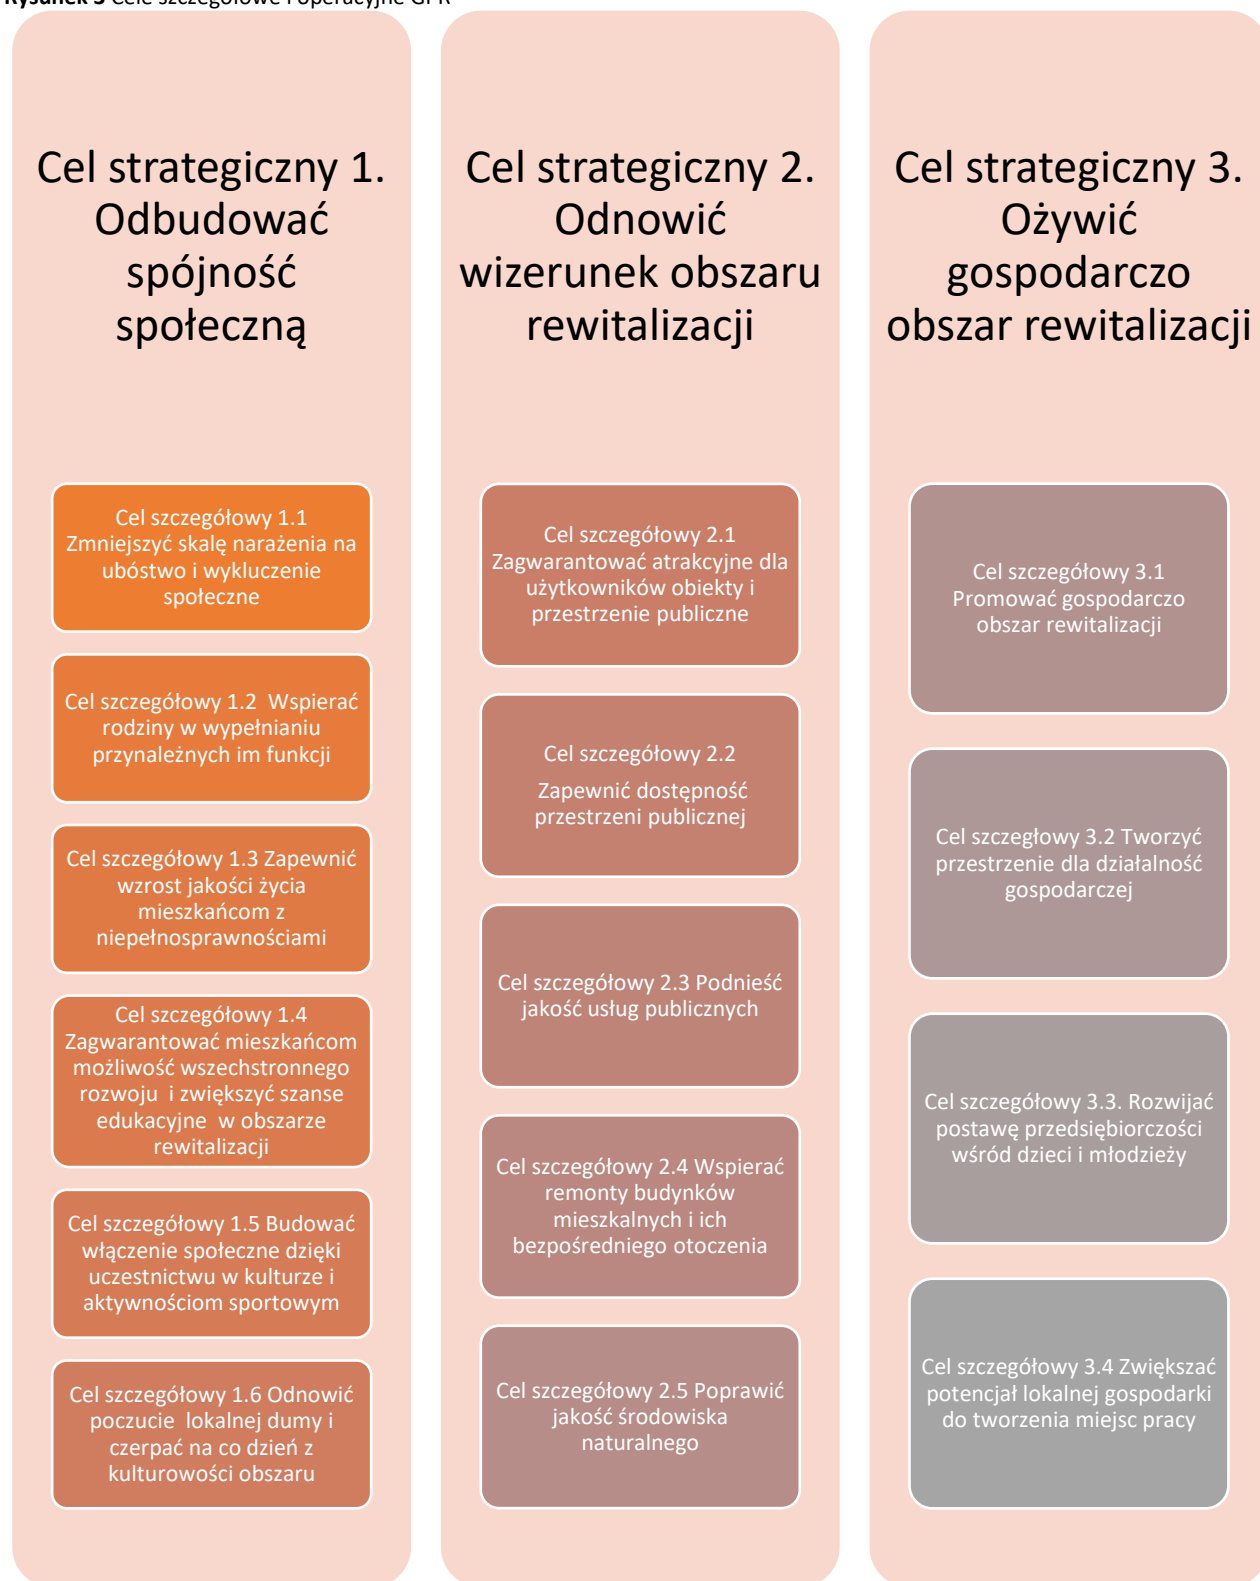 Cele szczegółowe i operacyjne GPR
Cel strategiczny 1.
Odbudować
spójność
społeczną
Cel szczegółowy 1.1
Zmniejszyć skalę narażenia na
ubóstwo i wykluczenie
społeczne
Cel szczegółowy 1.2 Wspierać
rodziny w wypełnianiu
przynależnych im funkcji
Cel szczegółowy 1.3 Zapewnić
wzrost jakości życia
mieszkańcom z
niepełnosprawnościami
Cel szczegółowy 1.4
Zagwarantować mieszkańcom
możliwość wszechstronnego
rozwoju i zwiększyć szanse
edukacyjne w obszarze
rewitalizacji
Cel szczegółowy 1.5 Budować
włączenie społeczne dzięki
uczestnictwu w kulturze i
aktywnościom sportowym
Cel szczegółowy 1.6 Odnowić
poczucie lokalnej dumy i
czerpać na co dzień z
kulturowości obszaru
Cel strategiczny 2.
Odnowić
wizerunek obszaru
rewitalizacji
Cel szczegółowy 2.1
Zagwarantować atrakcyjne dla
użytkowników obiekty i
przestrzenie publiczne
Cel szczegółowy 2.2
Zapewnić dostępność
przestrzeni publicznej
Cel szczegółowy 2.3 Podnieść
jakość usług publicznych
Cel szczegółowy 2.4 Wspierać
remonty budynków
mieszkalnych i ich
bezpośredniego otoczenia
Cel szczegółowy 2.5 Poprawić
jakość środowiska
naturalnego
Cel strategiczny 3.
Ożywić
gospodarczo
obszar rewitalizacji
Cel szczegółowy 3.1
Promować gospodarczo
obszar rewitalizacji
Cel szczegłowy 3.2 Tworzyć
przestrzenie dla działalność
gospodarczej
Cel szczegółowy 3.3. Rozwijać
postawę przedsiębiorczości
wśród dzieci i młodzieży
Cel szczegółowy 3.4 Zwiększać
potencjał lokalnej gospodarki
do tworzenia miejsc pracy